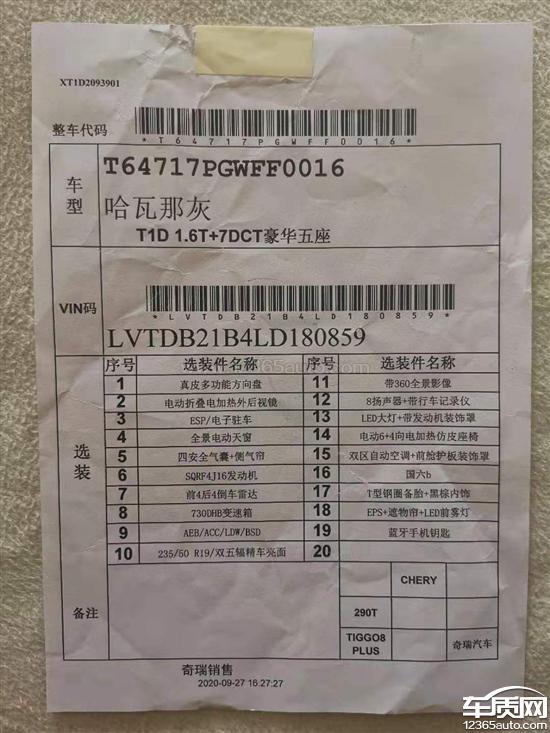 XT1D2093901
整车代码
*T64717PGWFF0016*
车型
T64717PGWFF0016
哈瓦那灰
T1D 1.6T+7DCT豪华五座
VIN码
*LVTDB21B4LD180859*
LVTDB21B4LD180859
选装
序号 选装件名称 序号 选装件名称
1 真皮多功能方向盘 11 带360全景影像
2 电动折叠电加热外后视镜 12 8扬声器+带行车记录仪
3 ESP/电子驻车 13 LED大灯+带发动机装饰罩
4 全景电动天窗 14 电动6+4向电加热仿皮座椅
5 四安全气囊+侧气帘 15 双区自动空调+前舱护板装饰罩
6 SQRF4J16发动机 16 国六b
7 前4后4倒车雷达 17 T型钢圈备胎+黑棕内饰
8 730DHB变速箱 18 EPS+遮物帘+LED前雾灯
9 AEB/ACC/LDW/BSD 19 蓝牙手机钥匙
10 235/50 R19/双五辐精车亮面 20
备注
CHERY
290T
TIGGO8 PLUS 奇瑞汽车
奇瑞销售
2020-09-27 16:27:27
车质网
www.12365auto.com